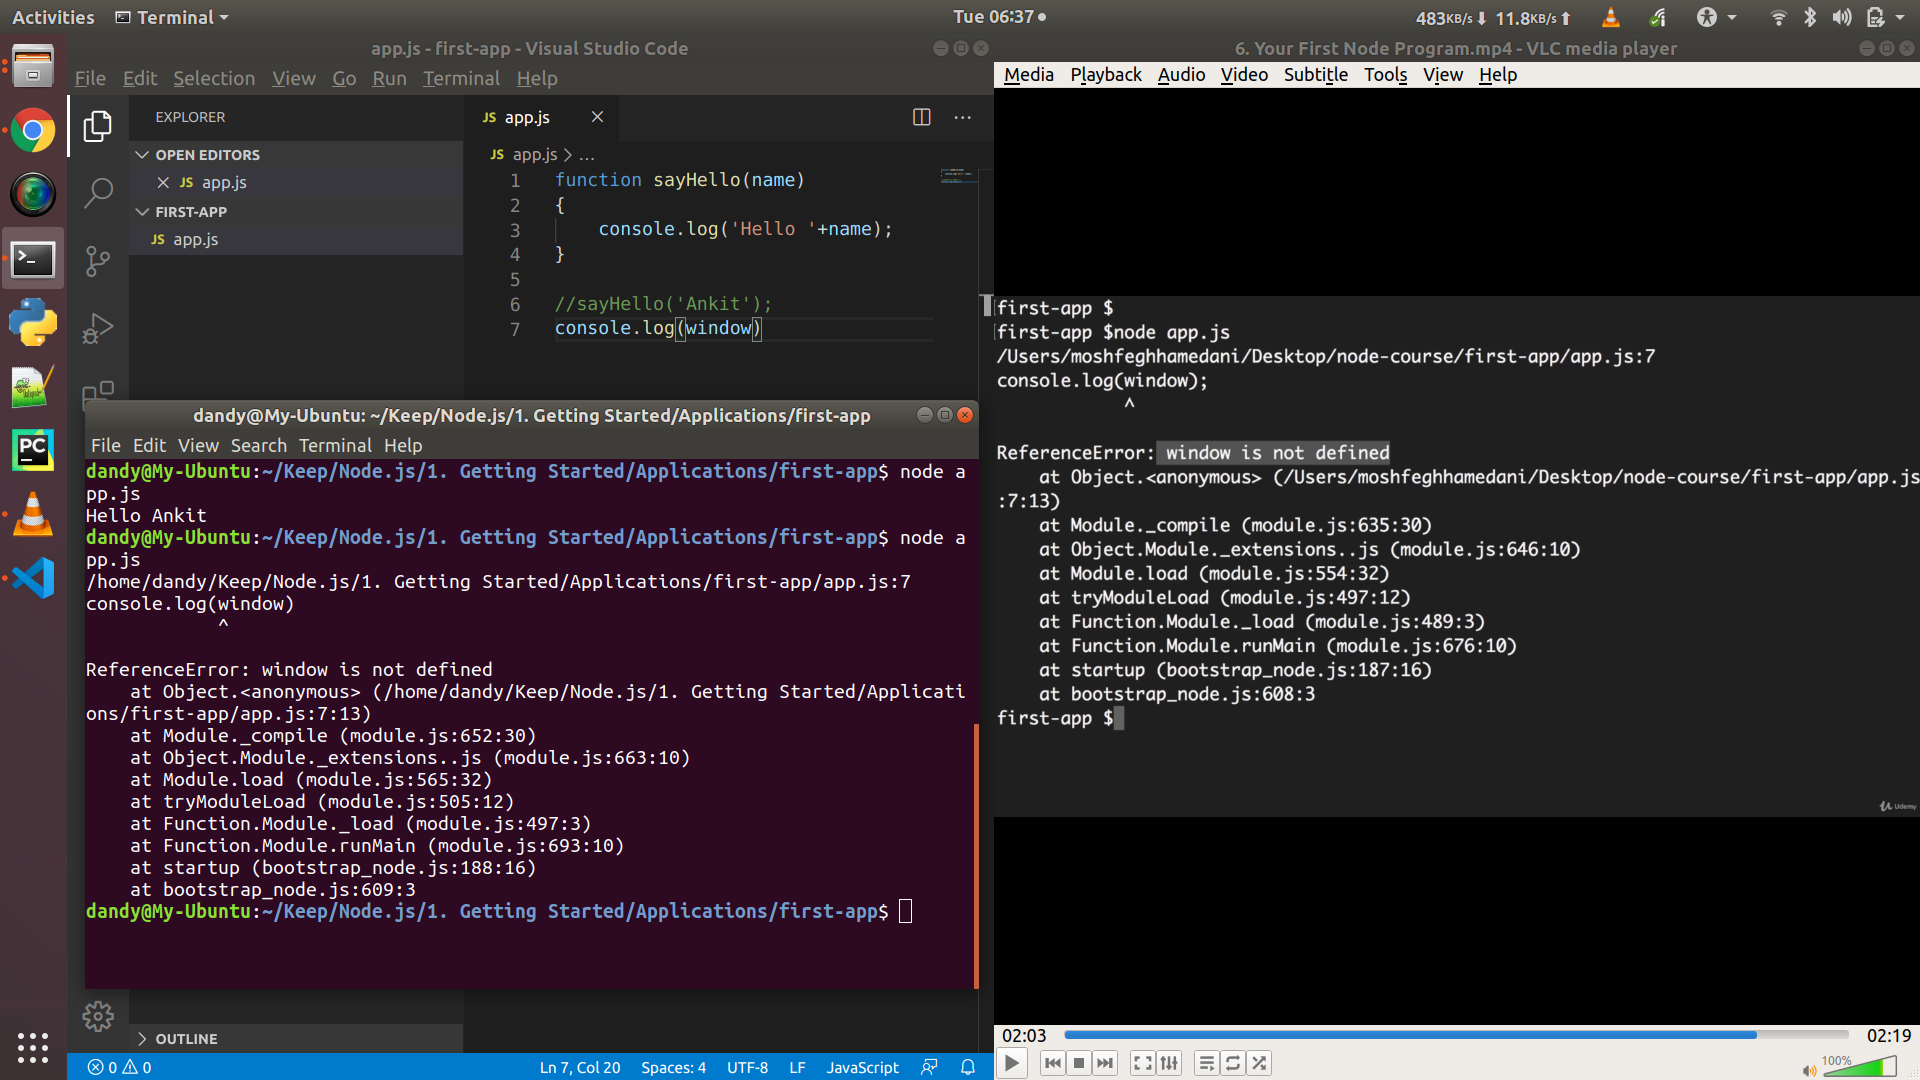 Activities
Terminal
Tue 06:37
483KB/s 11.8KB/s
app.js - first-app - Visual Studio Code
File Edit Selection View Go Run Terminal Help
EXPLORER
OPEN EDITORS
JS app.js
FIRST-APP
JS app.js
JS app.js
JS app.js > ...
1 function sayHello(name)
2 {
3 console.log('Hello '+name);
4 }
5
6 //sayHello('Ankit');
7 console.log(window)
dandy@My-Ubuntu: ~/Keep/Node.js/1. Getting Started/Applications/first-app
File Edit View Search Terminal Help
dandy@My-Ubuntu:~/Keep/Node.js/1. Getting Started/Applications/first-app$ node a
pp.js
Hello Ankit
dandy@My-Ubuntu:~/Keep/Node.js/1. Getting Started/Applications/first-app$ node a
pp.js
/home/dandy/Keep/Node.js/1. Getting Started/Applications/first-app/app.js:7
console.log(window)
^
ReferenceError: window is not defined
at Object.<anonymous> (/home/dandy/Keep/Node.js/1. Getting Started/Applicati
ons/first-app/app.js:7:13)
at Module._compile (module.js:652:30)
at Object.Module._extensions..js (module.js:663:10)
at Module.load (module.js:565:32)
at tryModuleLoad (module.js:505:12)
at Function.Module._load (module.js:497:3)
at Function.Module.runMain (module.js:693:10)
at startup (bootstrap_node.js:188:16)
at bootstrap_node.js:609:3
dandy@My-Ubuntu:~/Keep/Node.js/1. Getting Started/Applications/first-app$
OUTLINE
0 0
Ln 7, Col 20 Spaces: 4 UTF-8 LF JavaScript
PC
6. Your First Node Program.mp4 - VLC media player
Media Playback Audio Video Subtitle Tools View Help
first-app $
first-app $node app.js
/Users/moshfeghhamedani/Desktop/node-course/first-app/app.js:7
console.log(window);
^
ReferenceError: window is not defined
at Object.<anonymous> (/Users/moshfeghhamedani/Desktop/node-course/first-app/app.js
:7:13)
at Module._compile (module.js:635:30)
at Object.Module._extensions..js (module.js:646:10)
at Module.load (module.js:554:32)
at tryModuleLoad (module.js:497:12)
at Function.Module._load (module.js:489:3)
at Function.Module.runMain (module.js:676:10)
at startup (bootstrap_node.js:187:16)
at bootstrap_node.js:608:3
first-app $
Udemy
02:03
02:19
100%